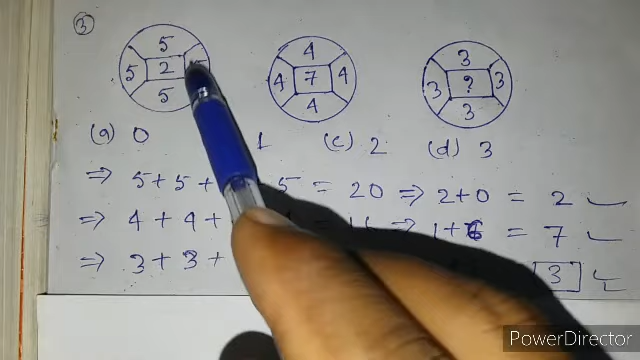 ③
5
5 2 5
5
4
4 7 4
4
3
3 ? 3
3
(a) 0 1 (c) 2 (d) 3
⇒ 5+5+ 5 = 20 ⇒ 2+0 = 2
⇒ 4+4+ = ⇒ 1+6 = 7
⇒ 3+3+ 3
PowerDirector